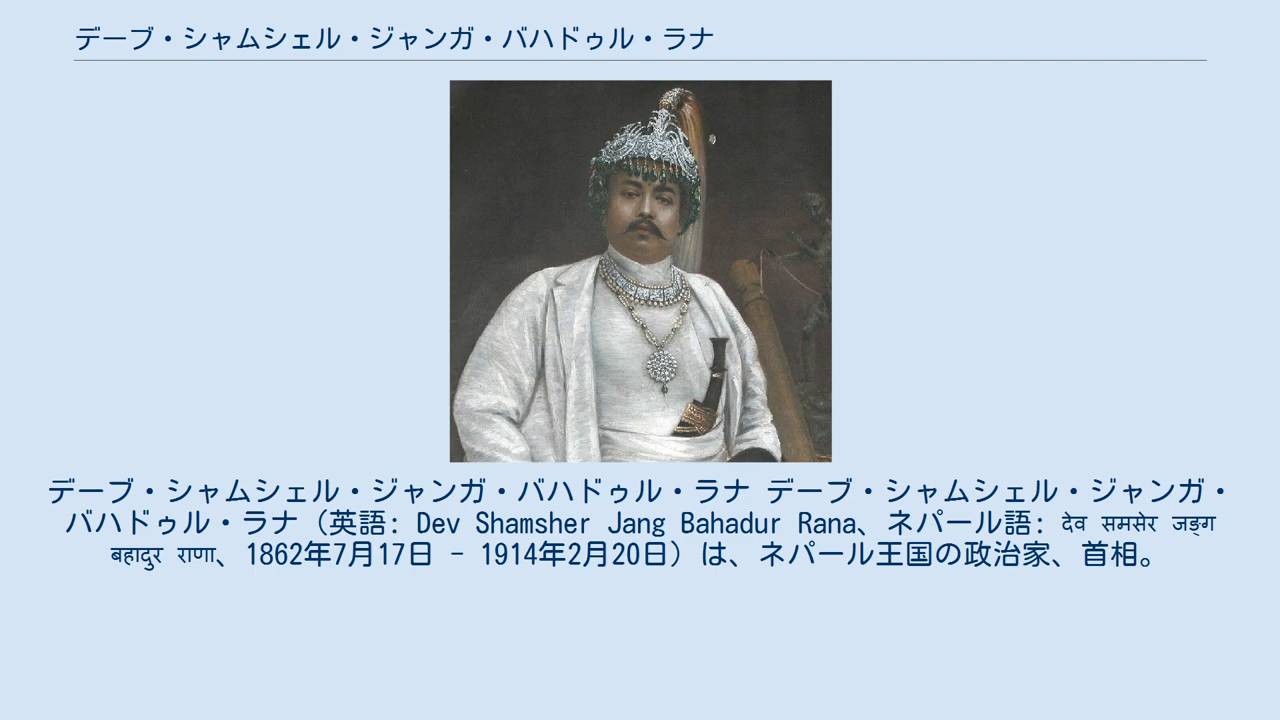 デーブ・シャムシェル・ジャンガ・バハドゥル・ラナ
デーブ・シャムシェル・ジャンガ・バハドゥル・ラナ デーブ・シャムシェル・ジャンガ・
バハドゥル・ラナ（英語: Dev Shamsher Jang Bahadur Rana、ネパール語: देव समसेर जङ्ग
बहादुर राणा、1862年7月17日 - 1914年2月20日）は、ネパール王国の政治家、首相。